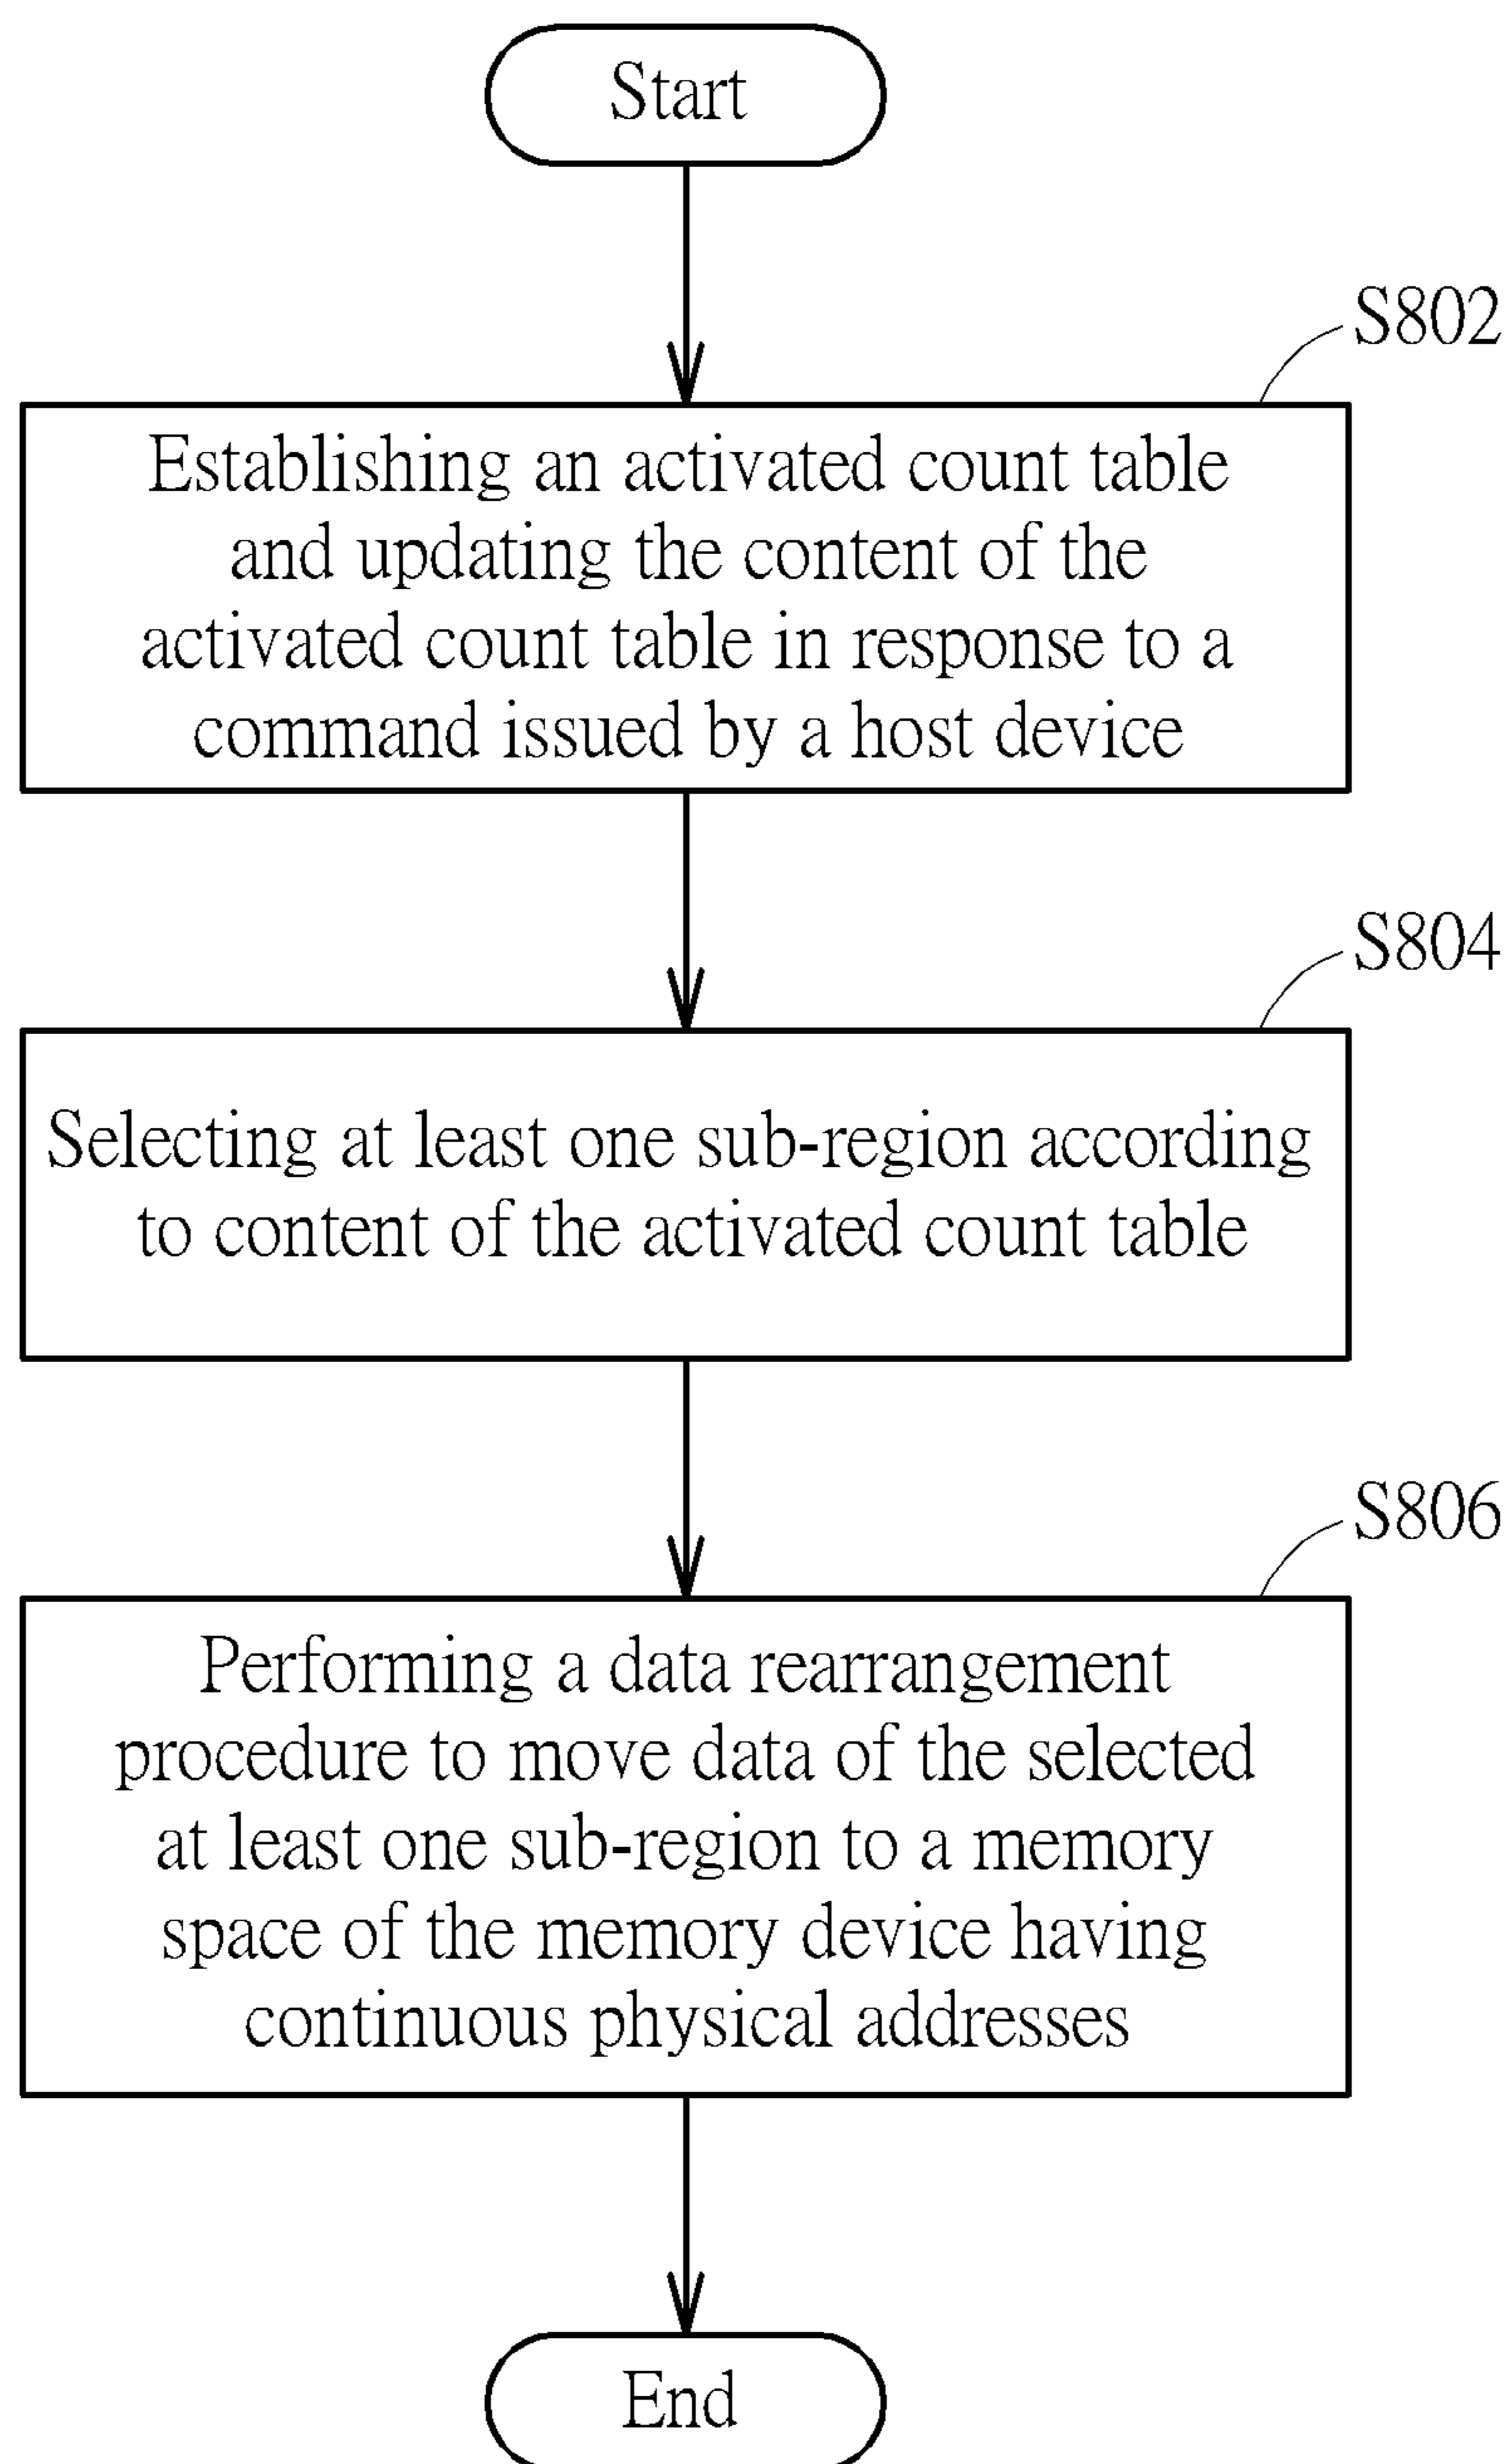 Start
S802
Establishing an activated count table
and updating the content of the
activated count table in response to a
command issued by a host device
S804
Selecting at least one sub-region according
to content of the activated count table
S806
Performing a data rearrangement
procedure to move data of the selected
at least one sub-region to a memory
space of the memory device having
continuous physical addresses
End